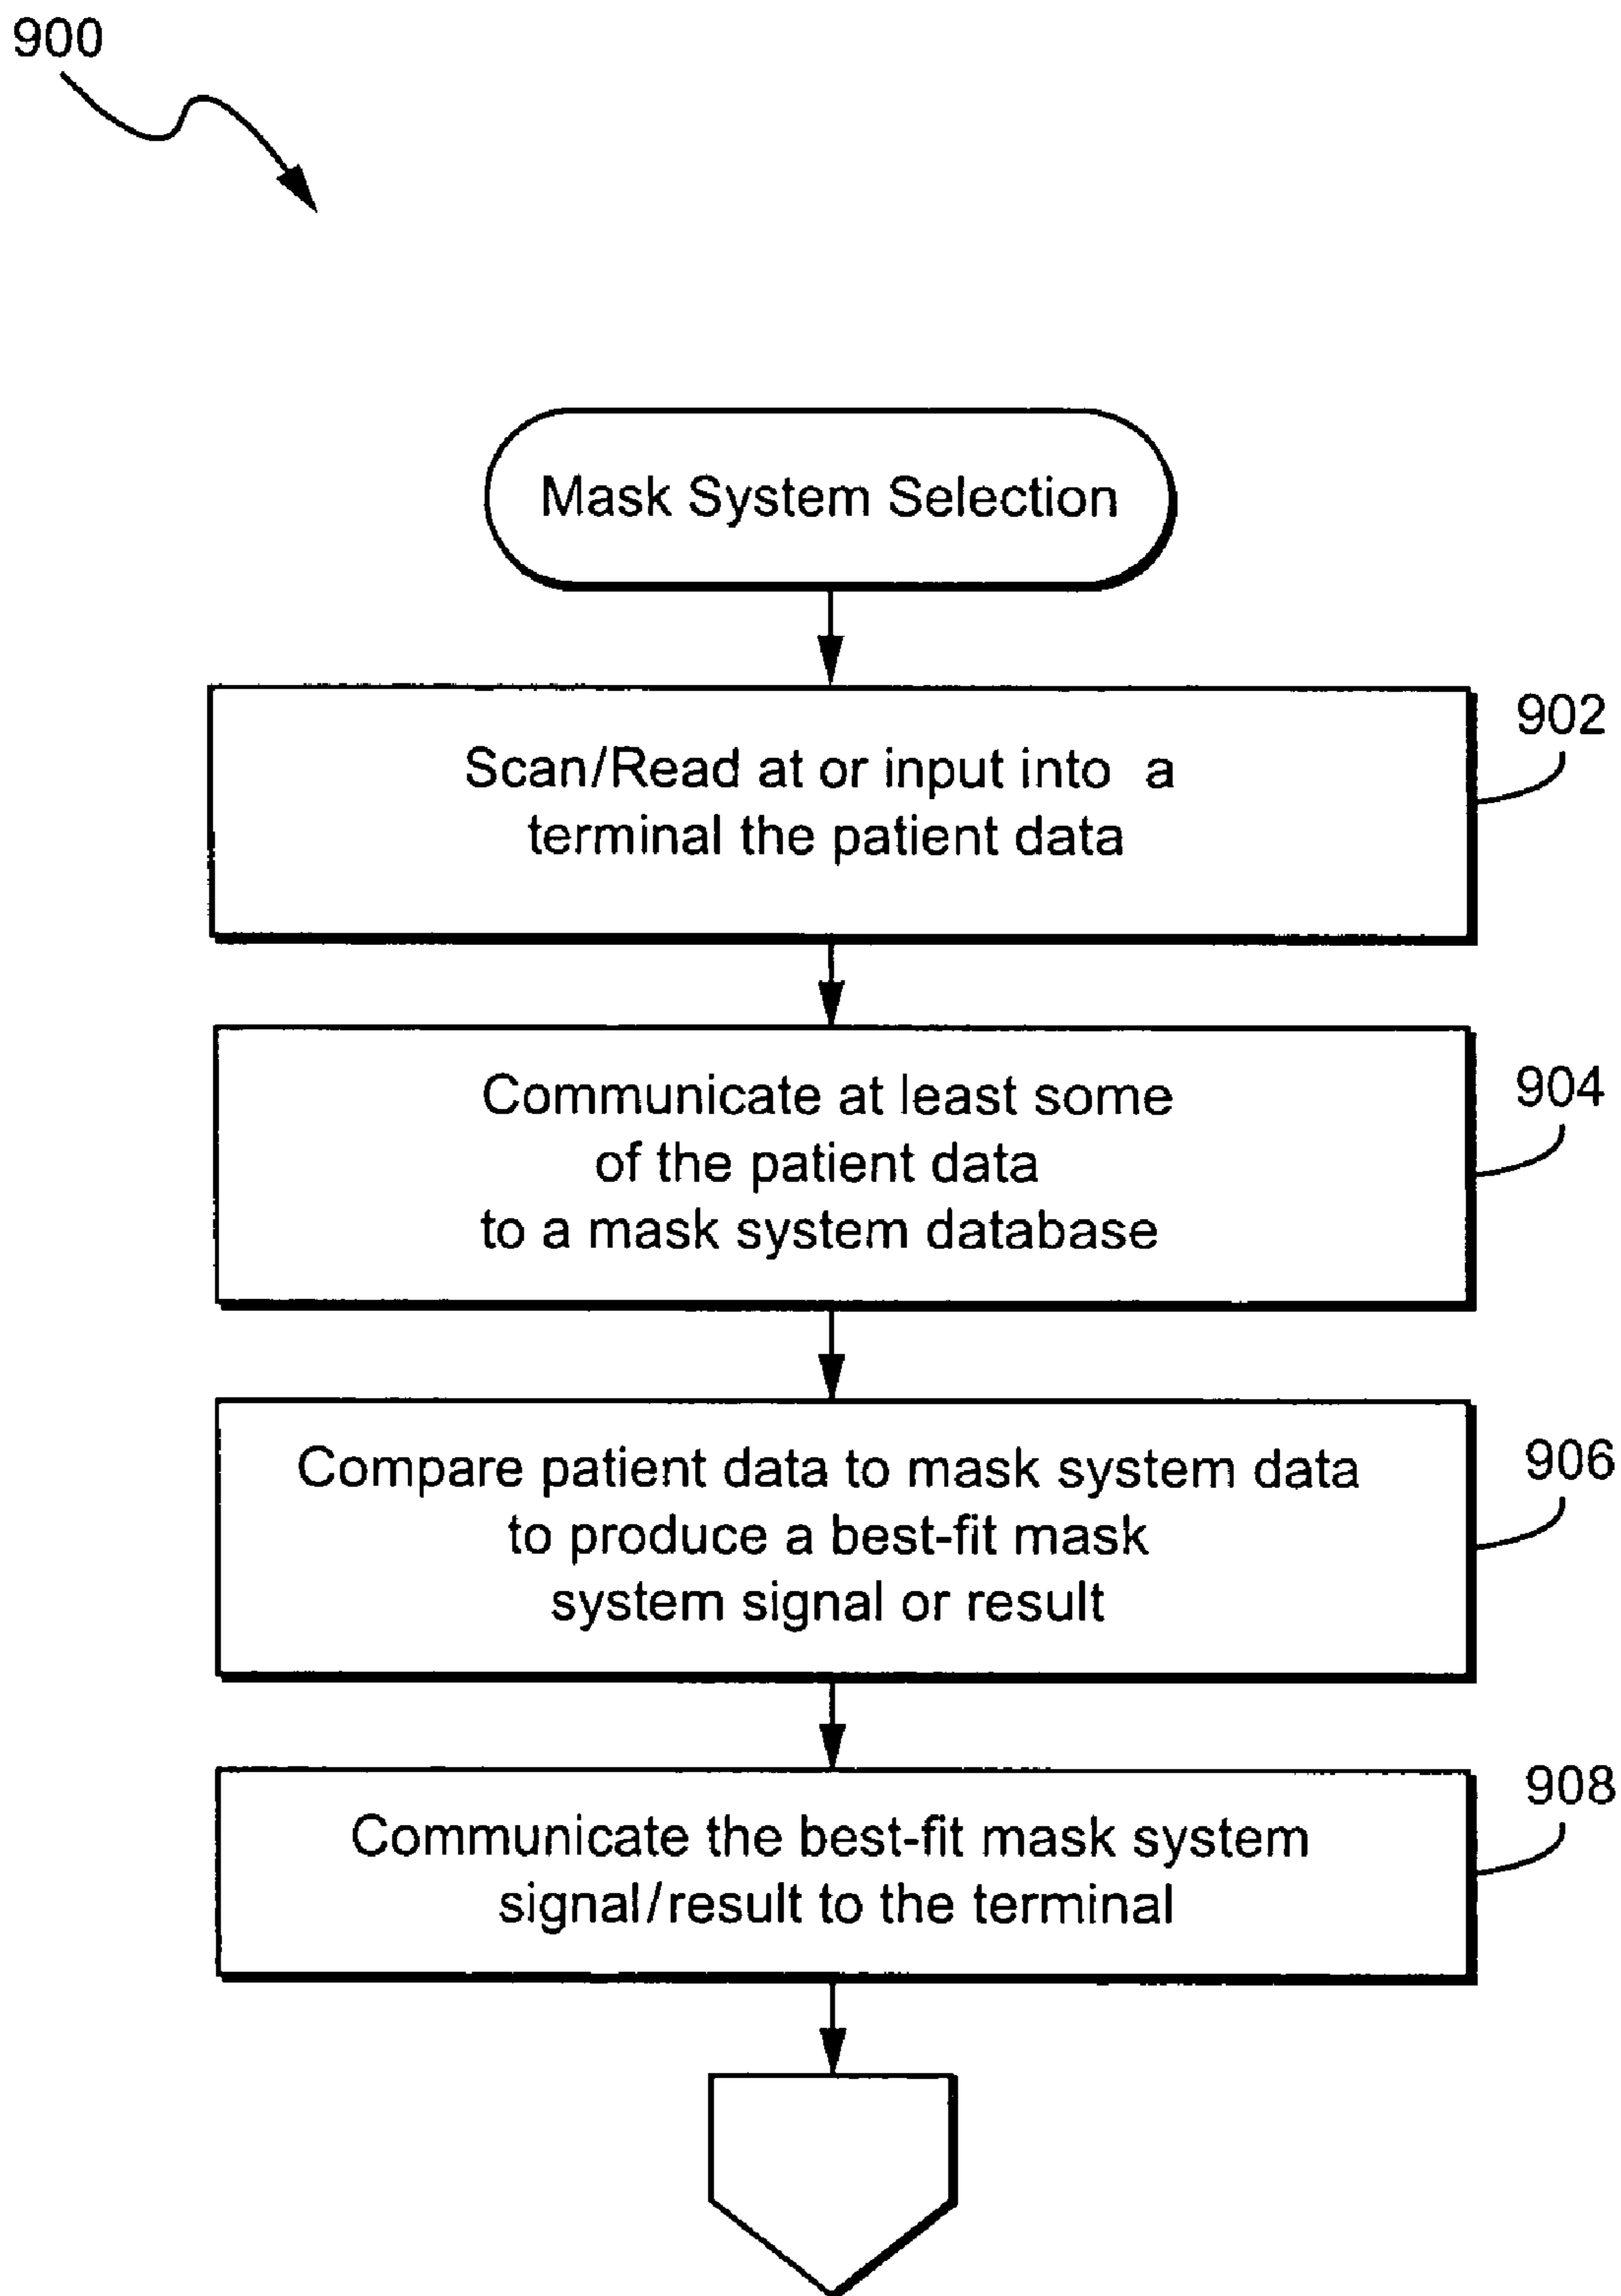 900
Mask System Selection
902
Scan/Read at or input into a
terminal the patient data
904
Communicate at least some
of the patient data
to a mask system database
906
Compare patient data to mask system data
to produce a best-fit mask
system signal or result
908
Communicate the best-fit mask system
signal/result to the terminal